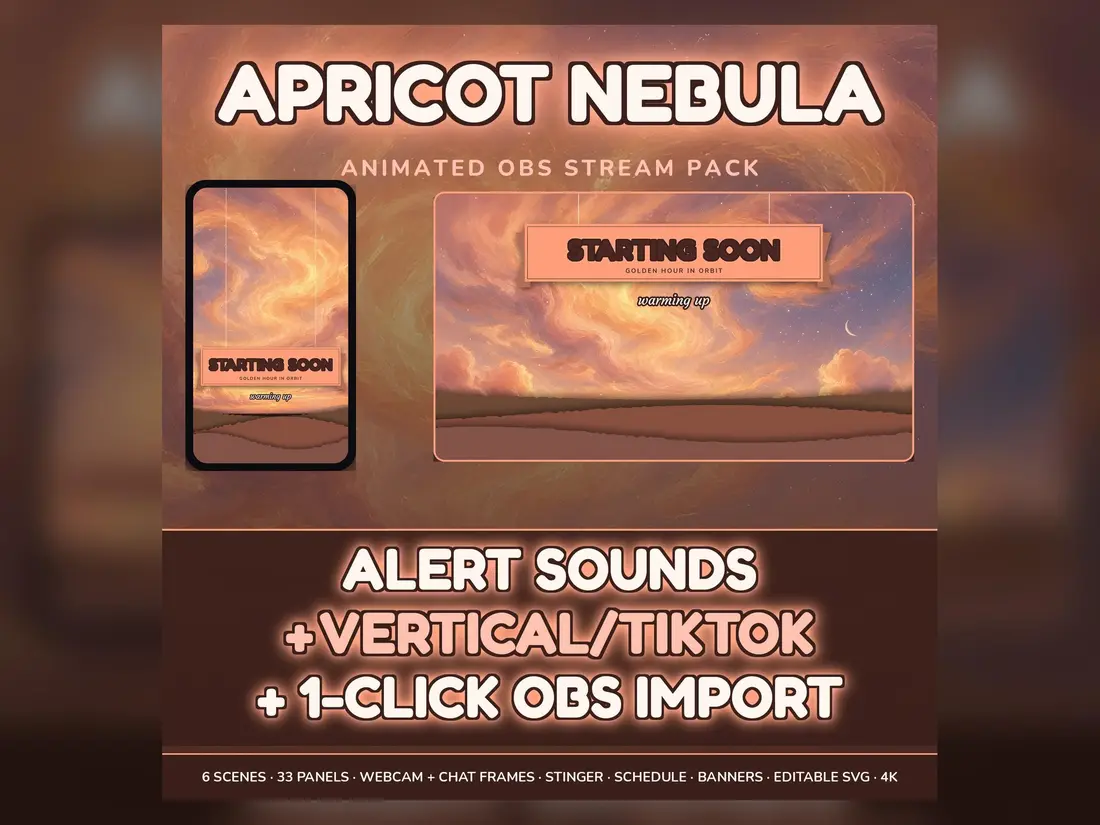 APRICOT NEBULA
ANIMATED OBS STREAM PACK
STARTING SOON
GOLDEN HOUR IN ORBIT
warming up
STARTING SOON
GOLDEN HOUR IN ORBIT
warming up
ALERT SOUNDS
+VERTICAL/TIKTOK
+ 1-CLICK OBS IMPORT
6 SCENES · 33 PANELS · WEBCAM + CHAT FRAMES · STINGER · SCHEDULE · BANNERS · EDITABLE SVG · 4K